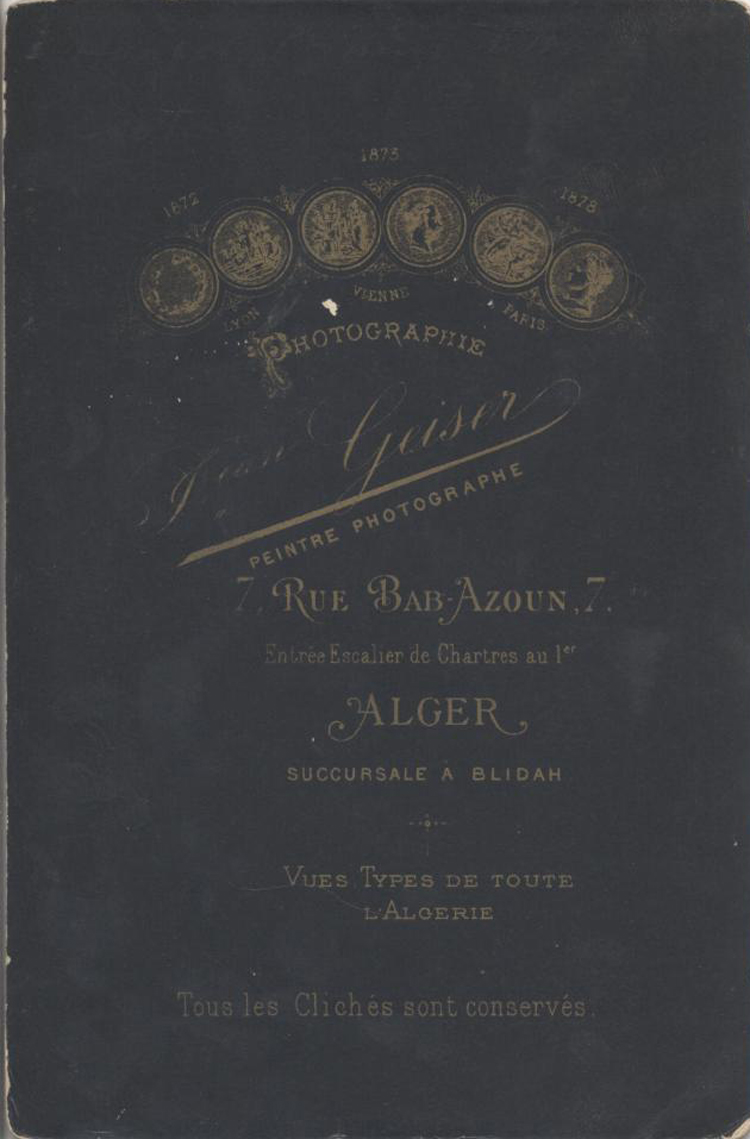 1872 1873 1878
LYON VIENNE PARIS
PHOTOGRAPHIE
Jean Geiser
PEINTRE PHOTOGRAPHE
7, RUE BAB-AZOUN, 7.
Entrée Escalier de Chartres au 1er
ALGER
SUCCURSALE A BLIDAH
VUES, TYPES DE TOUTE
L'ALGERIE
Tous les Clichés sont conservés.